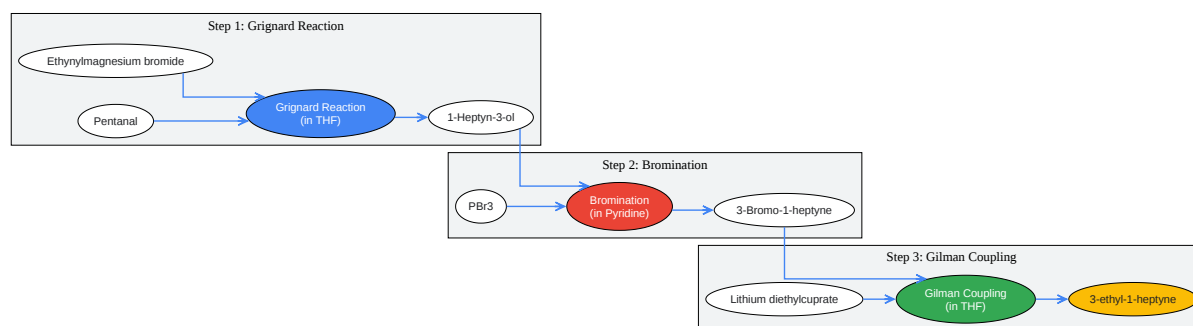 Step 1: Grignard Reaction
Ethynylmagnesium bromide
Pentanal
Grignard Reaction
(in THF)
1-Heptyn-3-ol
Step 2: Bromination
PBr3
Bromination
(in Pyridine)
3-Bromo-1-heptyne
Step 3: Gilman Coupling
Lithium diethylcuprate
Gilman Coupling
(in THF)
3-ethyl-1-heptyne